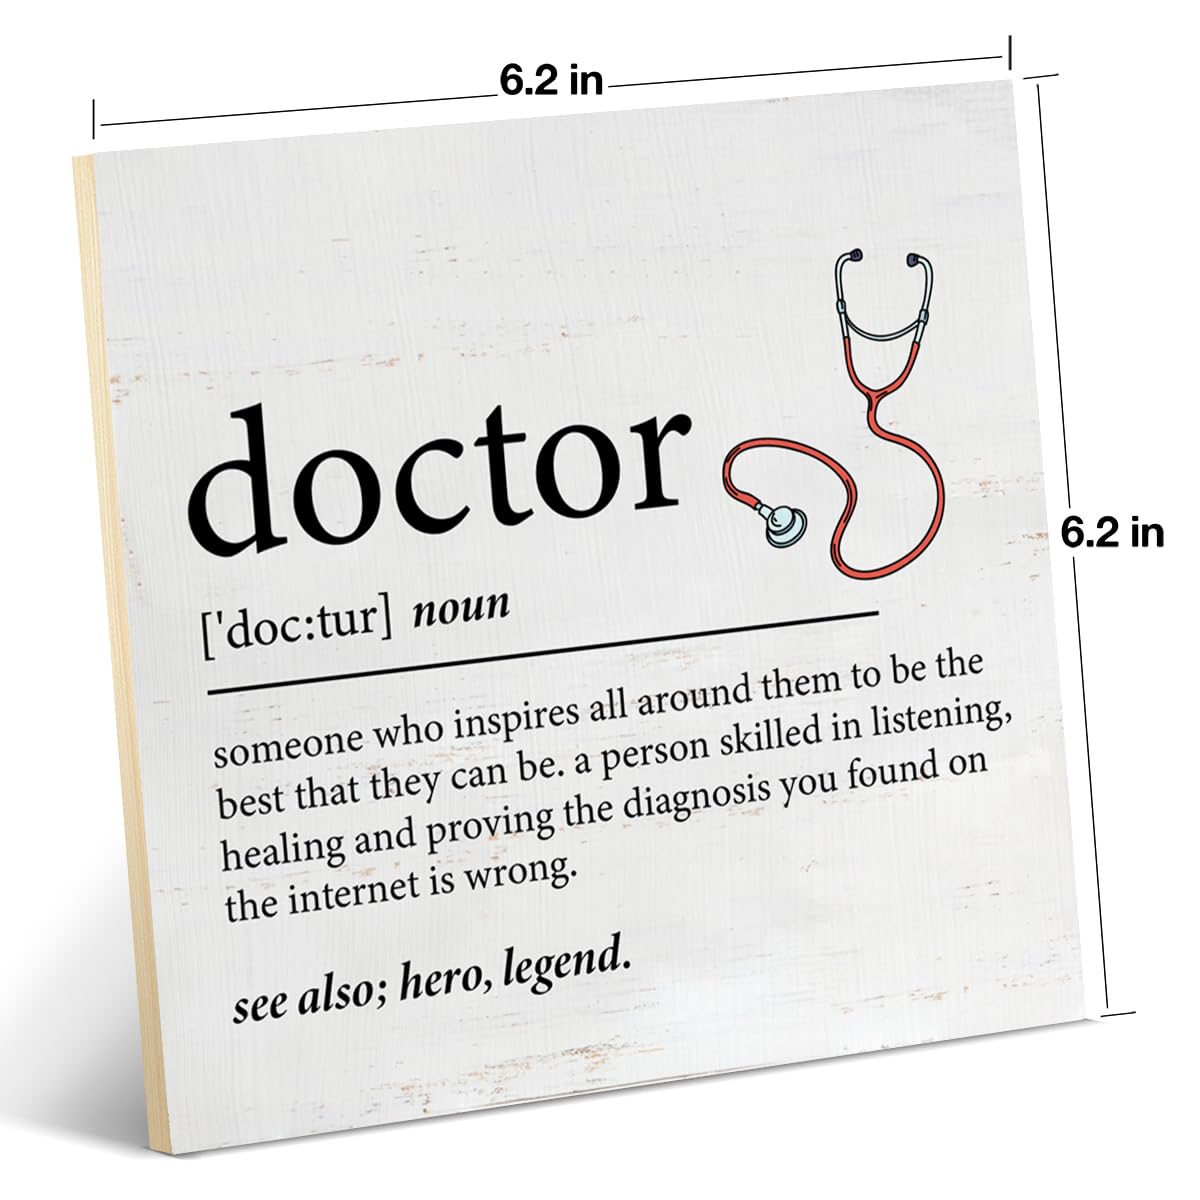 6.2 in
doctor
['doc:tur] noun
someone who inspires all around them to be the
best that they can be. a person skilled in listening,
healing and proving the diagnosis you found on
the internet is wrong.
see also; hero, legend.
6.2 in